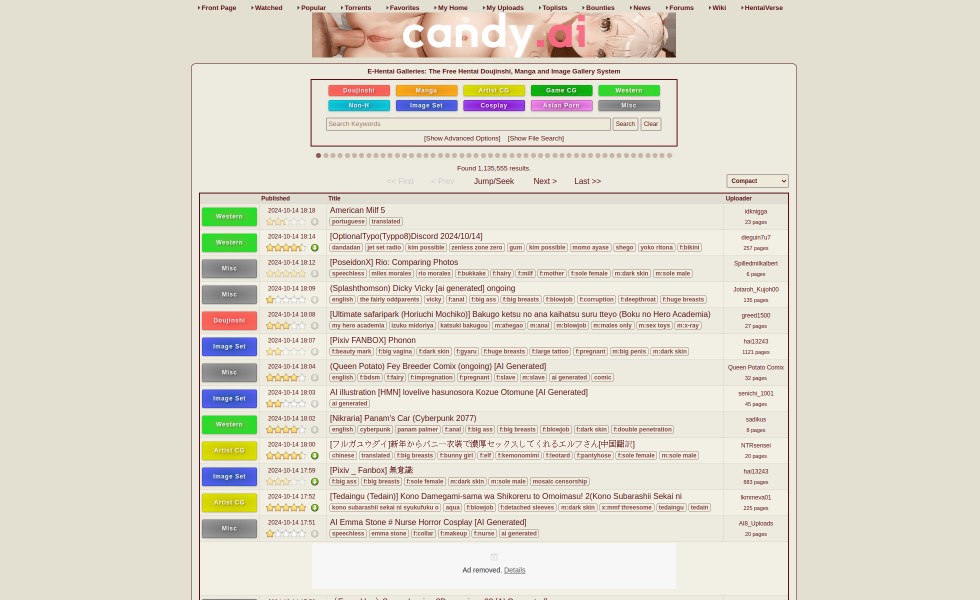 Front Page Watched Popular Torrents Favorites My Home My Uploads Toplists Bounties News Forums Wiki HentaiVerse
candy.ai
E-Hentai Galleries: The Free Hentai Doujinshi, Manga and Image Gallery System
Doujinshi Manga Artist CG Game CG Western
Non-H Image Set Cosplay Asian Porn Misc
Search Keywords Search Clear
[Show Advanced Options] [Show File Search]
Found 1,135,555 results.
<< First < Prev Jump/Seek Next > Last >> Compact
Published Title Uploader
Western 2024-10-14 18:18 American Milf 5 idknigga
portuguese translated 23 pages
Western 2024-10-14 18:14 [OptionalTypo(Typpo8)Discord 2024/10/14] dieguin7u7
dandadan jet set radio kim possible zenless zone zero gum kim possible momo ayase shego yoko ritona f:bikini 257 pages
Misc 2024-10-14 18:12 [PoseidonX] Rio: Comparing Photos Spilledmilkalbert
speechless miles morales rio morales f:bukkake f:hairy f:milf f:mother f:sole female m:dark skin m:sole male 6 pages
Misc 2024-10-14 18:09 (Splashthomson) Dicky Vicky [ai generated] ongoing Jotaroh_Kujoh00
english the fairly oddparents vicky f:anal f:big ass f:big breasts f:blowjob f:corruption f:deepthroat f:huge breasts 135 pages
Doujinshi 2024-10-14 18:08 [Ultimate safaripark (Horiuchi Mochiho)] Bakugo ketsu no ana kaihatsu suru tteyo (Boku no Hero Academia) greed1500
my hero academia izuku midoriya katsuki bakugou m:ahegao m:anal m:blowjob m:males only m:sex toys m:x-ray 27 pages
Image Set 2024-10-14 18:07 [Pixiv FANBOX] Phonon hai13243
f:beauty mark f:big vagina f:dark skin f:gyaru f:huge breasts f:large tattoo f:pregnant m:big penis m:dark skin 1121 pages
Misc 2024-10-14 18:04 (Queen Potato) Fey Breeder Comix (ongoing) [AI Generated] Queen Potato Comix
english f:bdsm f:fairy f:impregnation f:pregnant f:slave m:slave ai generated comic 32 pages
Image Set 2024-10-14 18:03 AI illustration [HMN] lovelive hasunosora Kozue Otomune [AI Generated] senichi_1001
ai generated 45 pages
Western 2024-10-14 18:02 [Nikraria] Panam's Car (Cyberpunk 2077) sadikus
english cyberpunk panam palmer f:anal f:big ass f:big breasts f:blowjob f:dark skin f:double penetration 8 pages
Artist CG 2024-10-14 18:00 [フルガユウダイ]新年からバニー衣装で濃厚セックスしてくれるエルフさん[中国翻訳] NTRsensei
chinese translated f:big breasts f:bunny girl f:elf f:kemonomimi f:leotard f:pantyhose f:sole female m:sole male 20 pages
Image Set 2024-10-14 17:59 [Pixiv _ Fanbox] 無意識 hai13243
f:big ass f:big breasts f:sole female m:dark skin m:sole male mosaic censorship 883 pages
Artist CG 2024-10-14 17:52 [Tedaingu (Tedain)] Kono Damegami-sama wa Shikoreru to Omoimasu! 2(Kono Subarashii Sekai ni lkmmeva01
kono subarashii sekai ni syukufuku o aqua f:blowjob f:detached sleeves m:dark skin x:mmf threesome tedaingu tedain 225 pages
Misc 2024-10-14 17:51 AI Emma Stone # Nurse Horror Cosplay [AI Generated] AI8_Uploads
speechless emma stone f:collar f:makeup f:nurse ai generated 20 pages
Ad removed. Details